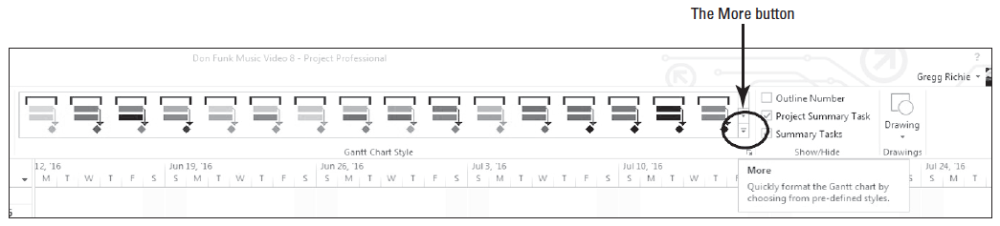 The More button
Don Funk Music Video 8 - Project Professional
?
Gregg Richie
Outline Number
Project Summary Task
Summary Tasks
Drawing
Gantt Chart Style
Show/Hide
Drawings
12, '16
Jun 19, '16
Jun 26, '16
Jul 3, '16
Jul 10, '16
Jul 24, '16
M T W T F S S M T W T F S S M T W T F S S M T W T F S S M T W T F S S M T
More
Quickly format the Gantt chart by
choosing from pre-defined styles.